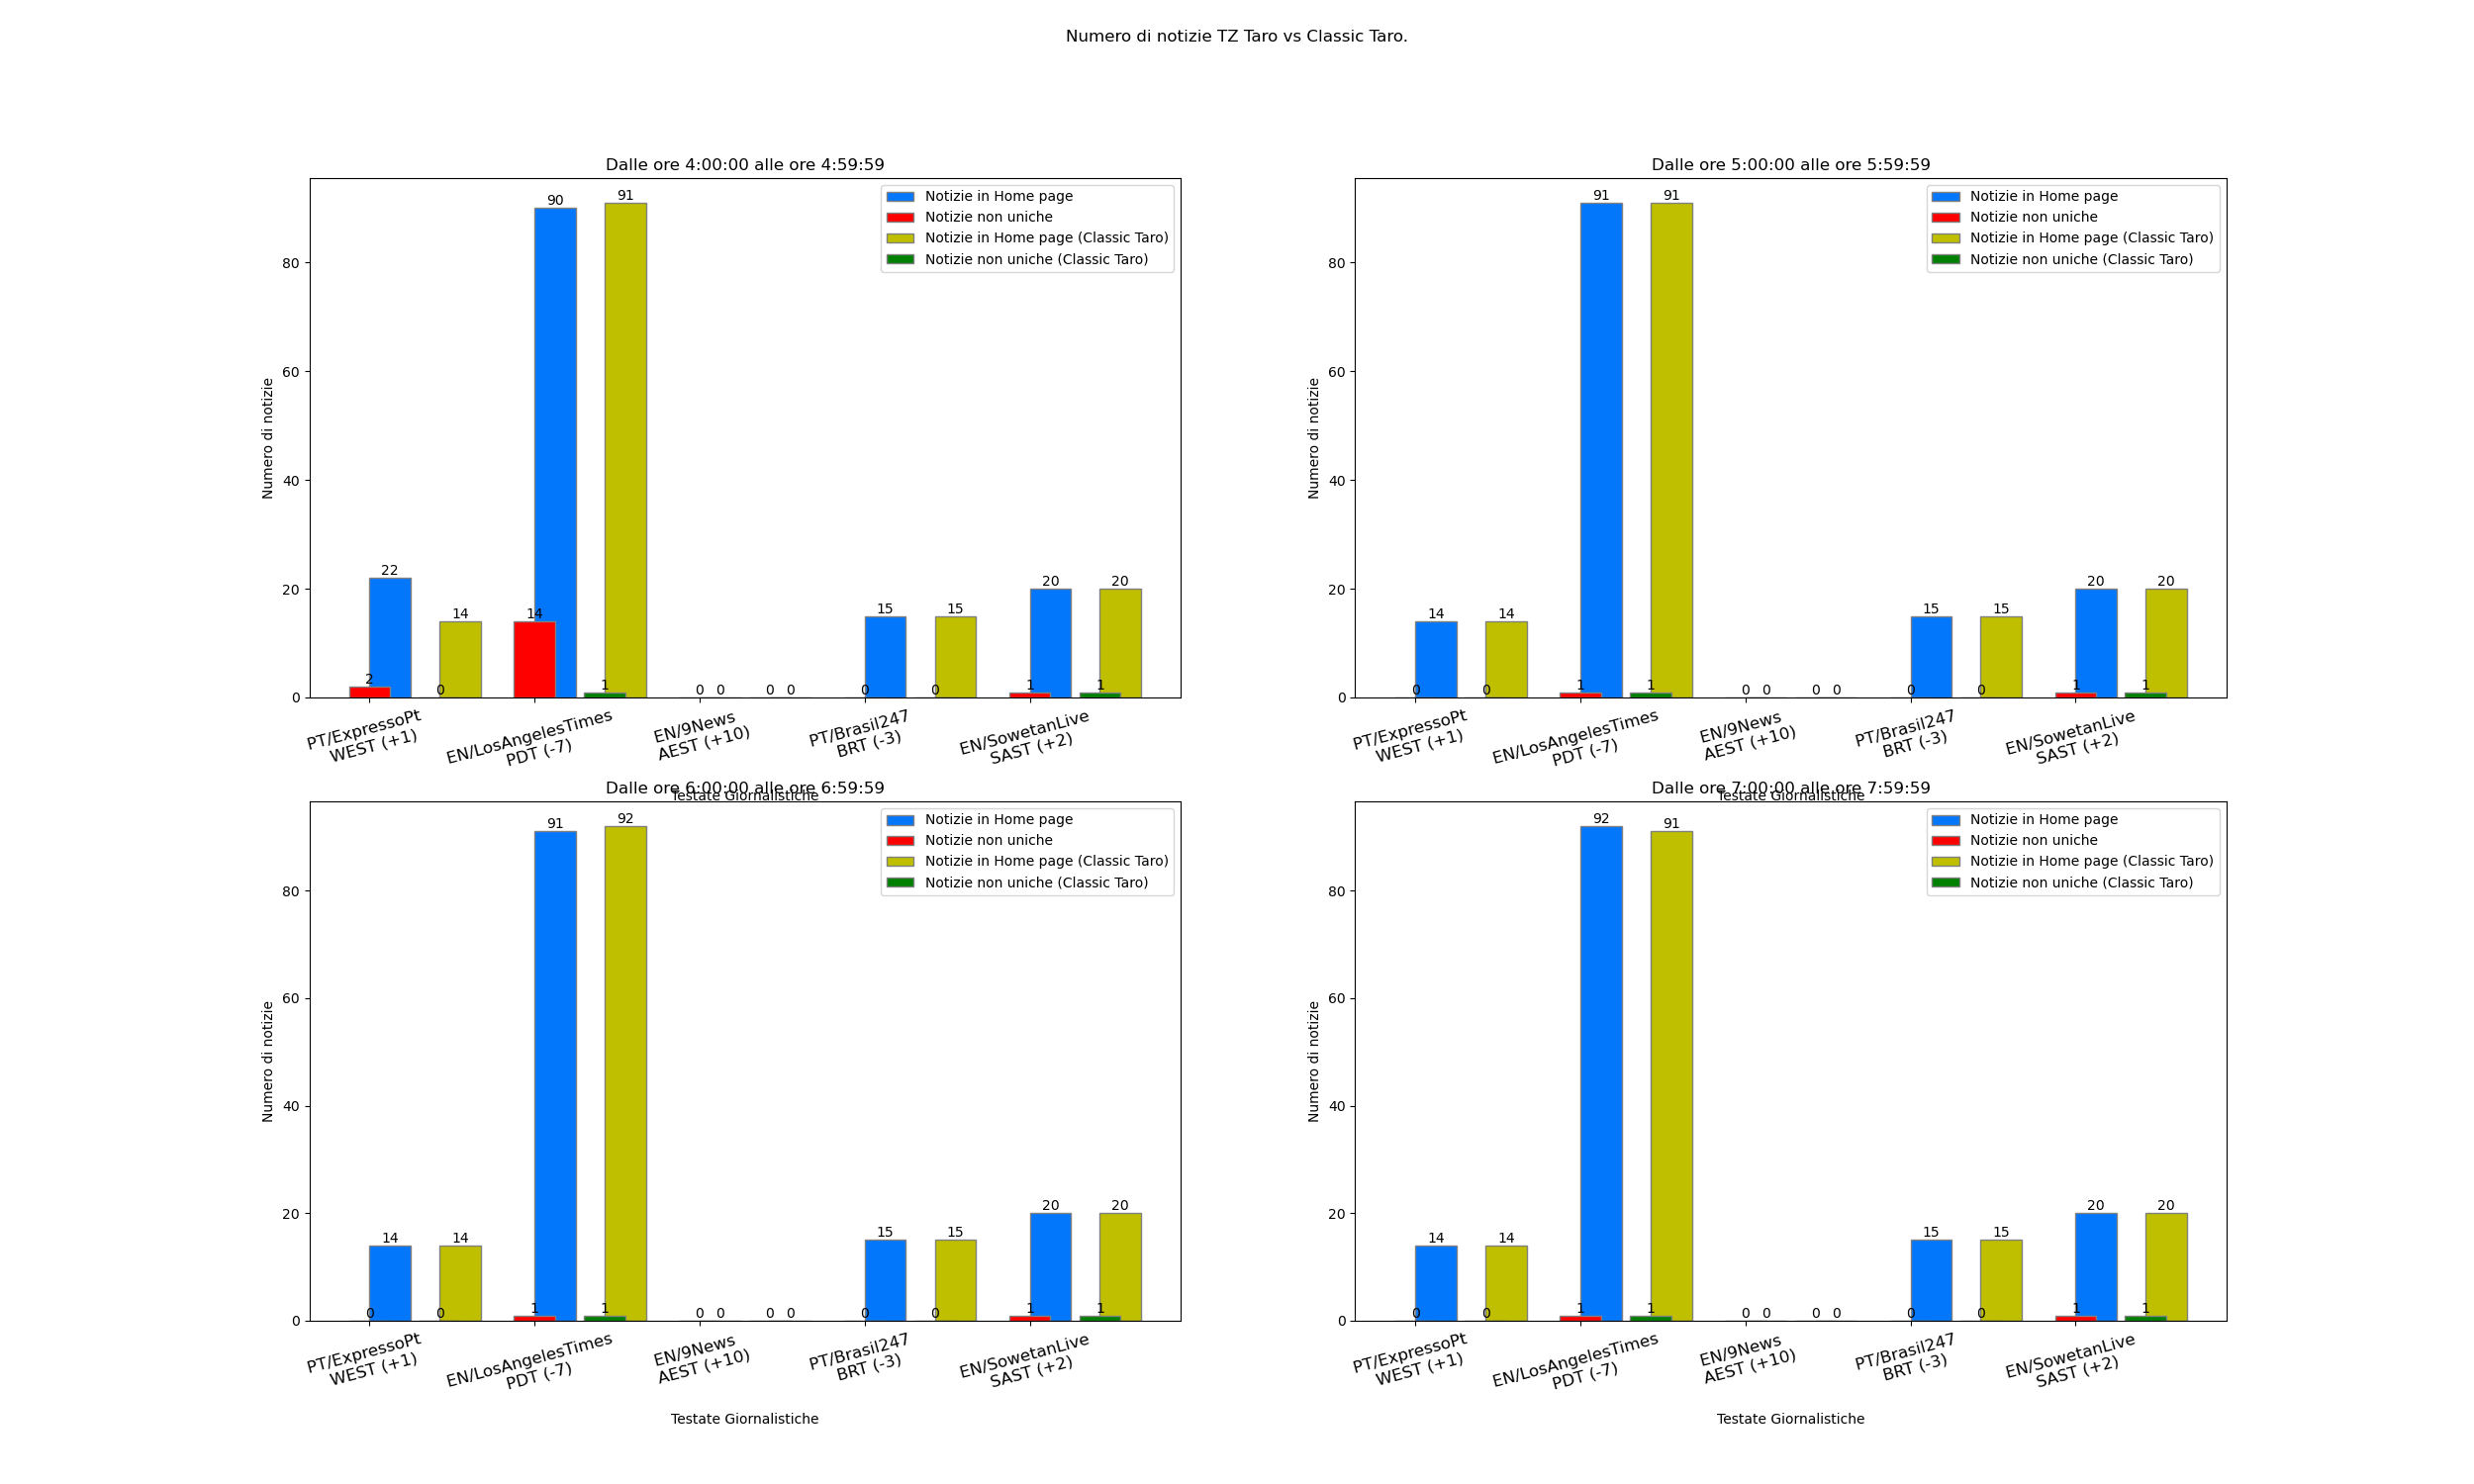 Numero di notizie TZ Taro vs Classic Taro.
Dalle ore 4:00:00 alle ore 4:59:59
Notizie in Home page
Notizie non uniche
Notizie in Home page (Classic Taro)
Notizie non uniche (Classic Taro)
Numero di notizie
80
60
40
20
0
2
22
0
14
14
90
1
91
0 0 0 0
0
15
0
15
1
20
1
20
PT/ExpressoPt
WEST (+1)
EN/LosAngelesTimes
PDT (-7)
EN/9News
AEST (+10)
PT/Brasil247
BRT (-3)
EN/SowetanLive
SAST (+2)
Testate Giornalistiche
Dalle ore 5:00:00 alle ore 5:59:59
Notizie in Home page
Notizie non uniche
Notizie in Home page (Classic Taro)
Notizie non uniche (Classic Taro)
Numero di notizie
80
60
40
20
0
0
14
0
14
1
91
1
91
0 0 0 0
0
15
0
15
1
20
1
20
PT/ExpressoPt
WEST (+1)
EN/LosAngelesTimes
PDT (-7)
EN/9News
AEST (+10)
PT/Brasil247
BRT (-3)
EN/SowetanLive
SAST (+2)
Testate Giornalistiche
Dalle ore 6:00:00 alle ore 6:59:59
Notizie in Home page
Notizie non uniche
Notizie in Home page (Classic Taro)
Notizie non uniche (Classic Taro)
Numero di notizie
80
60
40
20
0
0
14
0
14
1
91
1
92
0 0 0 0
0
15
0
15
1
20
1
20
PT/ExpressoPt
WEST (+1)
EN/LosAngelesTimes
PDT (-7)
EN/9News
AEST (+10)
PT/Brasil247
BRT (-3)
EN/SowetanLive
SAST (+2)
Testate Giornalistiche
Dalle ore 7:00:00 alle ore 7:59:59
Notizie in Home page
Notizie non uniche
Notizie in Home page (Classic Taro)
Notizie non uniche (Classic Taro)
Numero di notizie
80
60
40
20
0
0
14
0
14
1
92
1
91
0 0 0 0
0
15
0
15
1
20
1
20
PT/ExpressoPt
WEST (+1)
EN/LosAngelesTimes
PDT (-7)
EN/9News
AEST (+10)
PT/Brasil247
BRT (-3)
EN/SowetanLive
SAST (+2)
Testate Giornalistiche